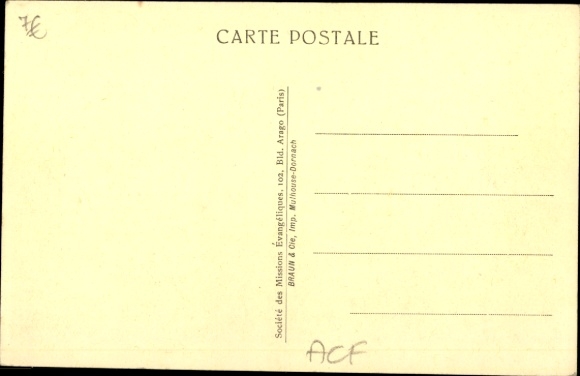 7€
CARTE POSTALE
Société des Missions Évangéliques, 102, Bld. Arago (Paris)
BRAUN & Cie, Imp. Mulhouse-Dornach
ACF